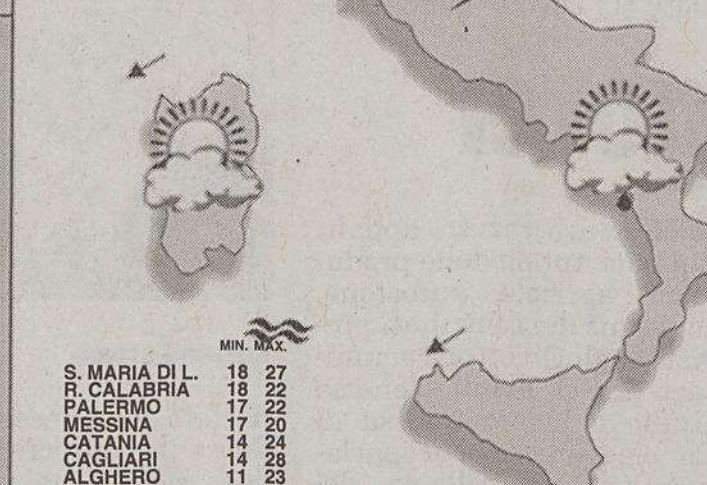 MIN. MAX.
S. MARIA DI L. 18 27
R. CALABRIA 18 22
PALERMO 17 22
MESSINA 17 20
CATANIA 14 24
CAGLIARI 14 28
ALGHERO 11 23